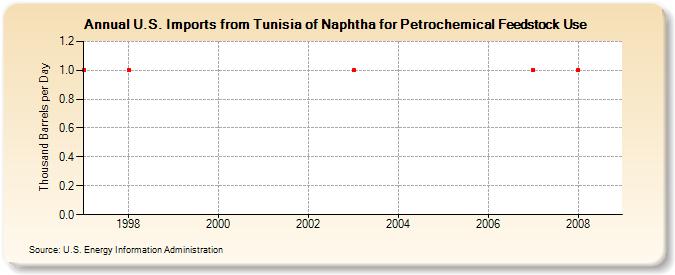 Annual U.S. Imports from Tunisia of Naphtha for Petrochemical Feedstock Use
Thousand Barrels per Day
1.2
1.0
0.8
0.6
0.4
0.2
0.0
1998 2000 2002 2004 2006 2008
Source: U.S. Energy Information Administration